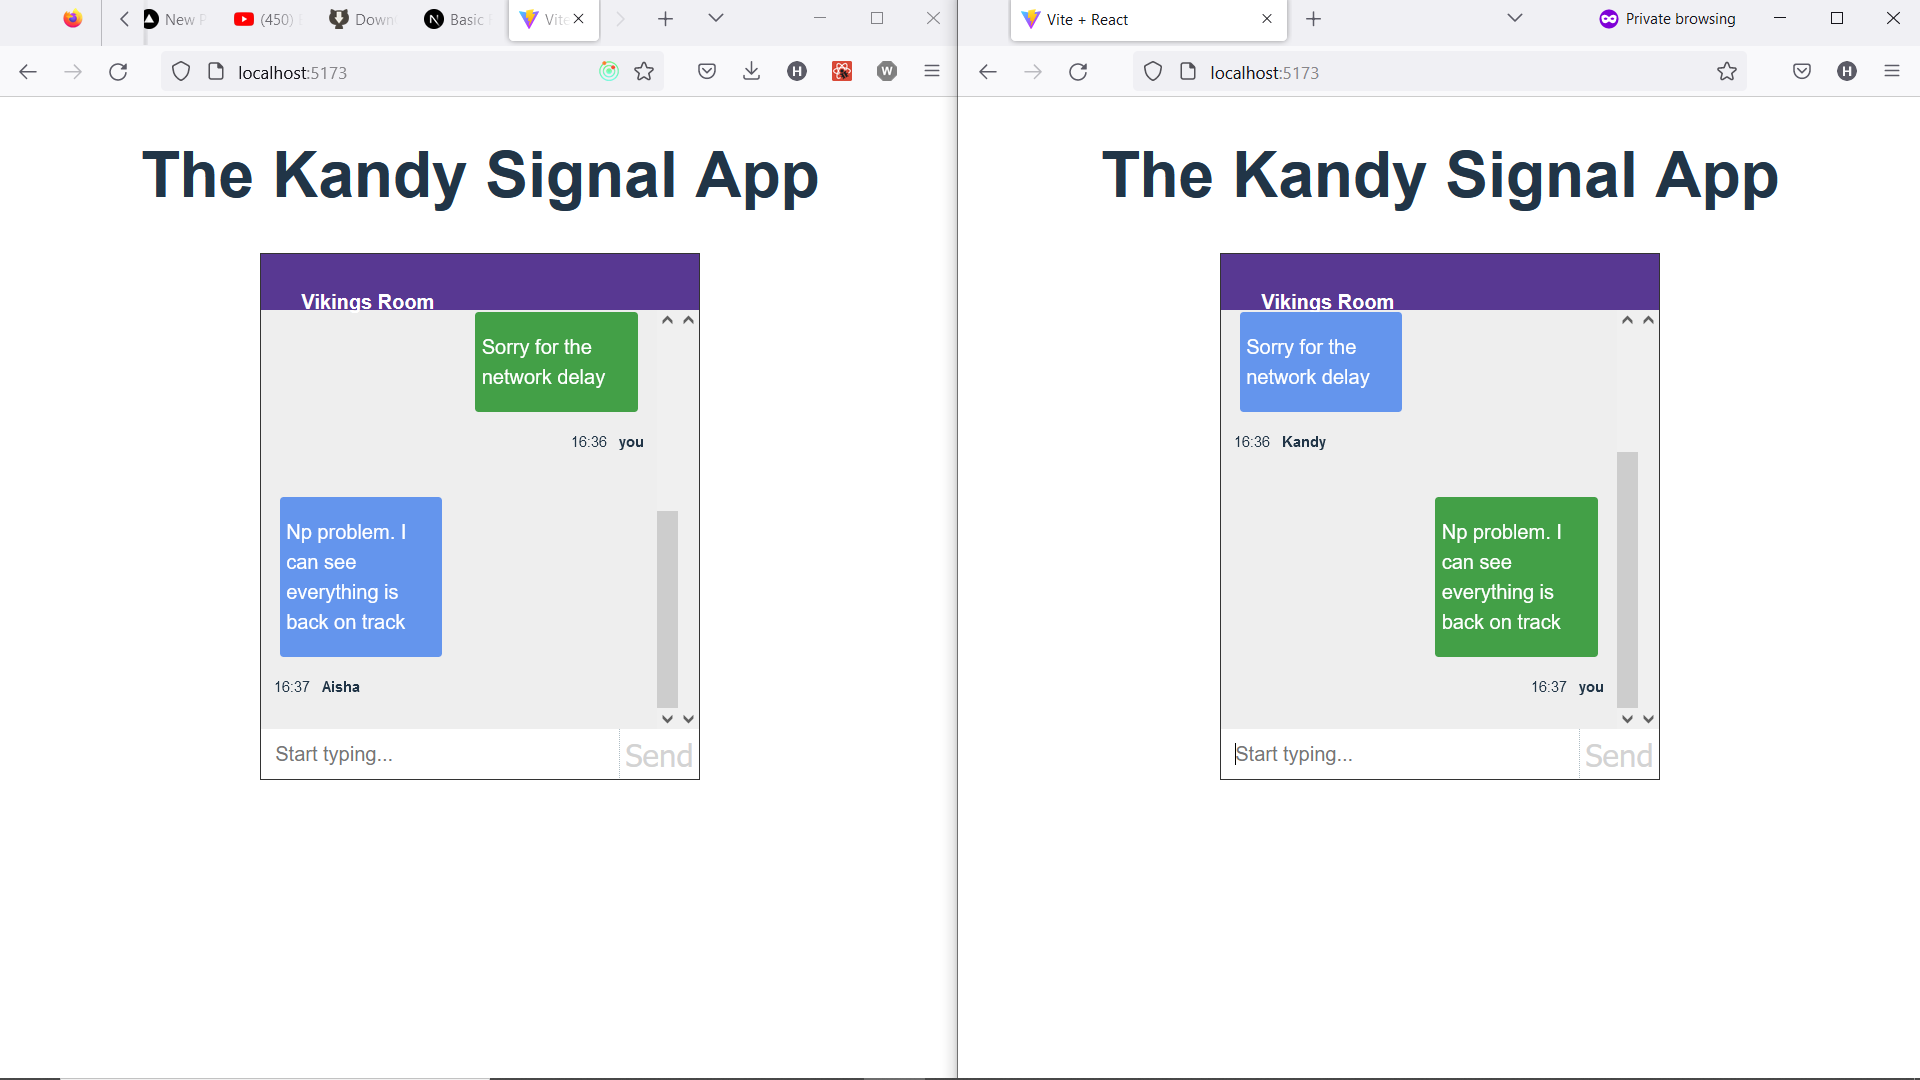 New
(450)
Down
Basic
Vite
Vite + React
Private browsing
localhost:5173
H
W
localhost:5173
H
The Kandy Signal App
Vikings Room
Sorry for the
network delay
16:36 you
Np problem. I
can see
everything is
back on track
16:37 Aisha
Start typing...
Send
The Kandy Signal App
Vikings Room
Sorry for the
network delay
16:36 Kandy
Np problem. I
can see
everything is
back on track
16:37 you
Start typing...
Send